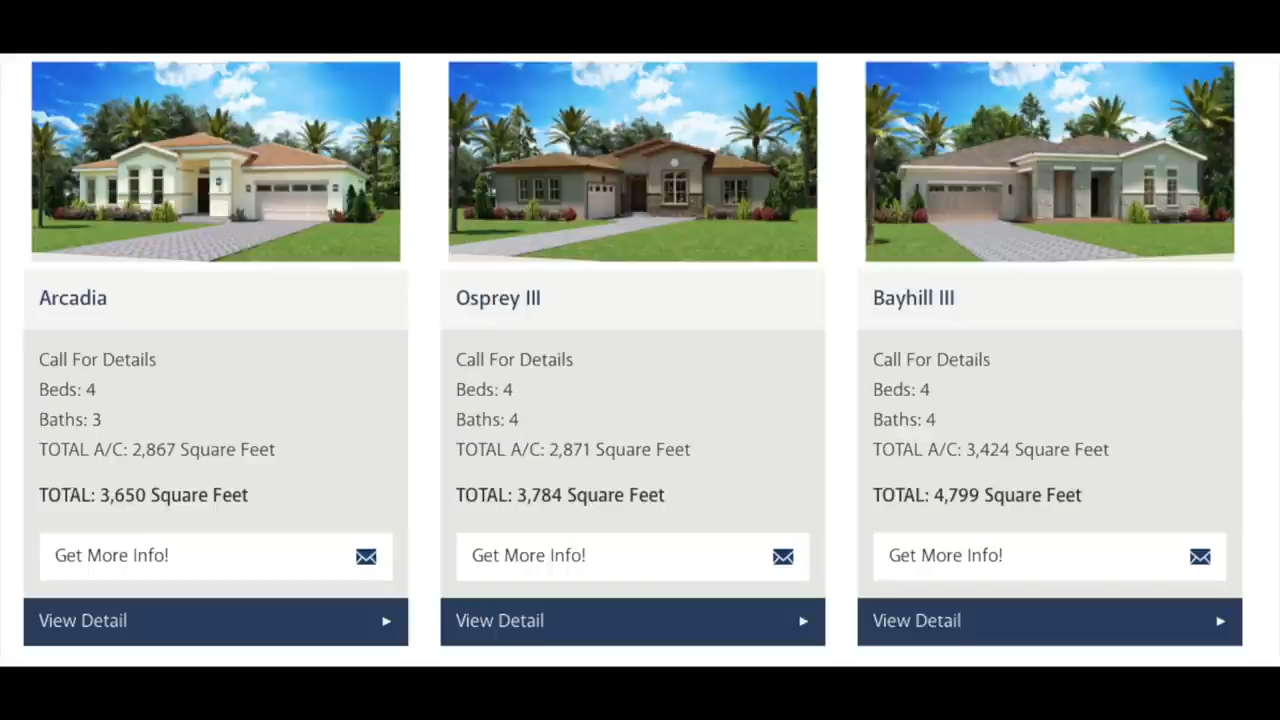 Arcadia
Call For Details
Beds: 4
Baths: 3
TOTAL A/C: 2,867 Square Feet
TOTAL: 3,650 Square Feet
Get More Info!
View Detail
Osprey III
Call For Details
Beds: 4
Baths: 4
TOTAL A/C: 2,871 Square Feet
TOTAL: 3,784 Square Feet
Get More Info!
View Detail
Bayhill III
Call For Details
Beds: 4
Baths: 4
TOTAL A/C: 3,424 Square Feet
TOTAL: 4,799 Square Feet
Get More Info!
View Detail